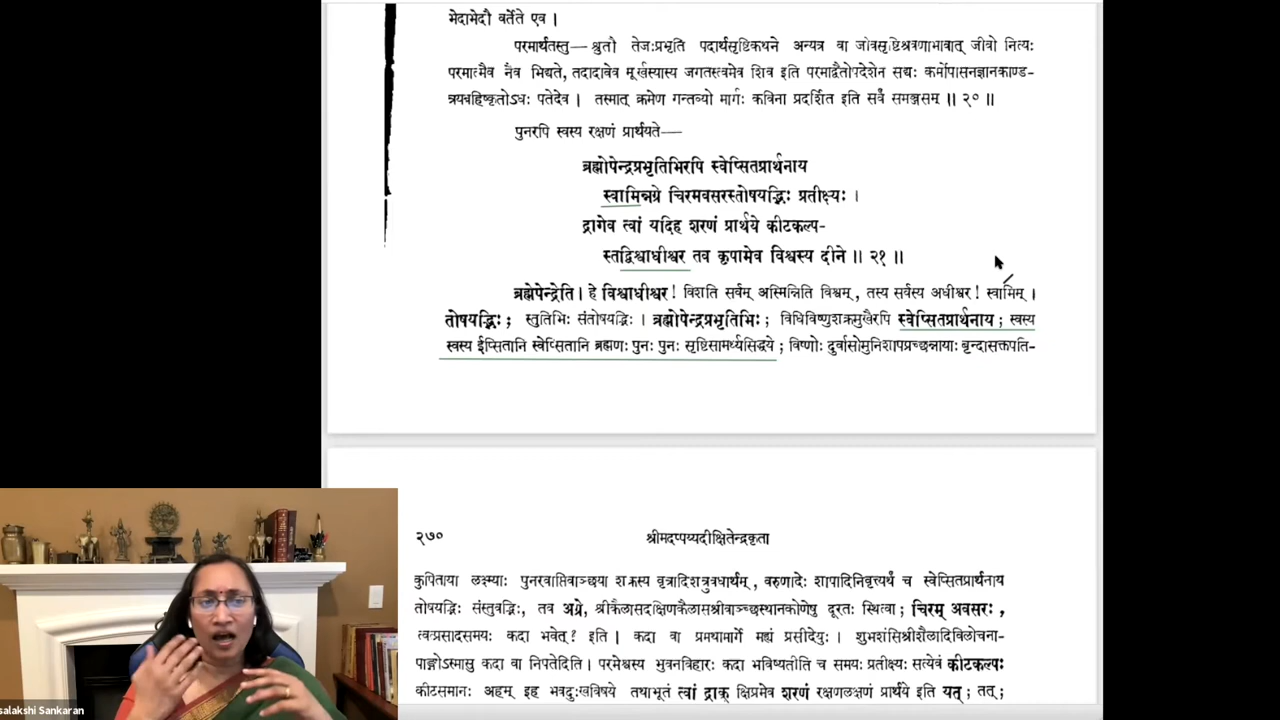 भेदाभेदौ वर्तेते एव ।
परमार्थतस्तु— श्रुतौ तेजःप्रभृति पदार्थसृष्टिकथने अन्यत्र वा जीवसृष्टिश्रवणाभावात् जीवो नित्यः
परमात्मैव नैव भिद्यते, तदादावेव मूर्खस्यास्य जगतस्त्वमेव शिव इति परमाद्वैतोपदेशेन सद्यः कर्मोपासनज्ञानकाण्ड-
त्रयबहिष्कृतोऽधः पतेदेव । तस्मात् क्रमेण गन्तव्यो मार्गः कविना प्रदर्शित इति सर्वं समञ्जसम् ॥ २० ॥
पुनरपि स्वस्य रक्षणं प्रार्थयते—
ब्रह्मोपेन्द्रप्रभृतिभिरपि स्वेप्सितप्रार्थनाय
स्वामिन्नग्रे चिरमवसरस्तोषयद्भिः प्रतीक्ष्यः ।
द्रागेव त्वां यदिह शरणं प्रार्थये कीटकल्प-
स्तद्विश्वाधीश्वर तव कृपामेव विश्वस्य दीने ॥ २१ ॥
ब्रह्मेपेन्द्रेति । हे विश्वाधीश्वर ! विशति सर्वम् अस्मिन्निति विश्वम् , तस्य सर्वस्य अधीश्वर ! स्वामिम् ।
तोषयद्भिः ; स्तुतिभिः संतोषयद्भिः । ब्रह्मोपेन्द्रप्रभृतिभिः ; विधिविष्णुशक्रमुखैरपि स्वेप्सितप्रार्थनाय ; स्वस्य
स्वस्य ईप्सितानि स्वेप्सितानि ब्रह्मणः पुनः पुनः सृष्टिसामर्थ्यसिद्धये ; विष्णोः दुर्वासोमुनिशापप्रच्छन्नायाः बृन्दासक्तपति-
२७०
श्रीमदप्पय्यदीक्षितेन्द्रकृता
कुपिताया लक्ष्म्याः पुनरवाप्तिवाञ्छया शक्रस्य वृत्रादिशत्रुवधार्थम् , वरुणादेः शापादिनिवृत्त्यर्थं च स्वेप्सितप्रार्थनाय
तोषयद्भिः संस्तुवद्भिः, तव अग्रे, श्रीकैलासदक्षिणकैलासश्रीवाञ्छस्थानकोणेषु दूरतः स्थित्वा ; चिरम् अवसरः ,
त्वत्प्रसादसमयः कदा भवेत् ? इति । कदा वा प्रमथामार्गे मह्यं प्रसीदेयुः । शुभशंसिश्रीशैलादिविलोचना-
पाङ्गोऽस्मासु कदा वा निपतेदिति । परमेश्वस्य भुवनविहारः कदा भविष्यतीति च समयः प्रतीक्ष्यः सत्येवं कीटकल्पः
कीटसमानः अहम् इह भवदुःखविषये तथाभूतं त्वां द्राक् क्षिप्रमेव शरणं रक्षणलक्षणं प्रार्थये इति यत् ; तत् ;
salakshi Sankaran